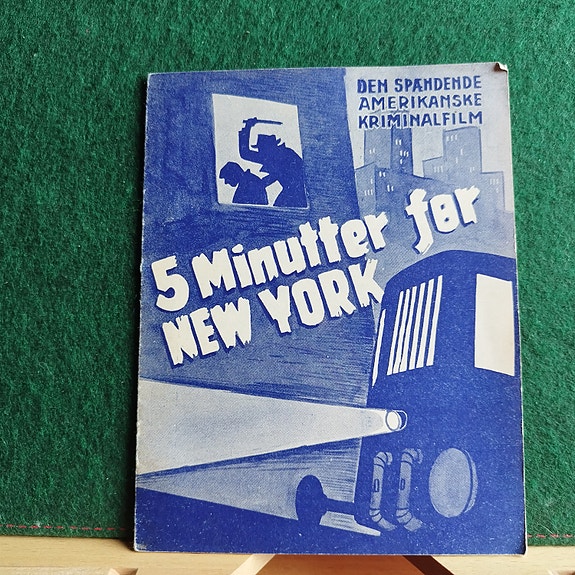 DEN SPÆNDENDE
AMERIKANSKE
KRIMINALFILM
5 Minutter før
NEW YORK